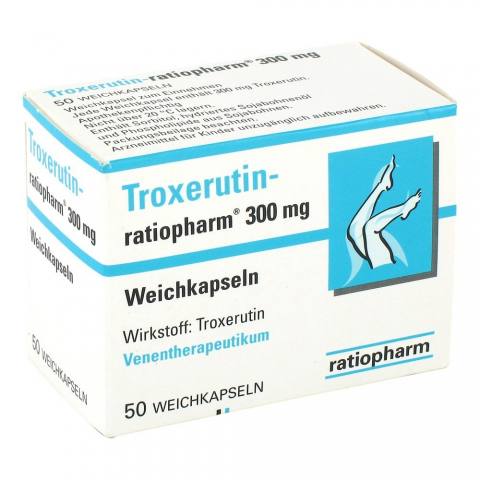 Troxerutin-ratiopharm® 300 mg
50 WEICHKAPSELN
Weichkapsel zum Einnehmen
Jede Weichkapsel enthält 300 mg Troxerutin.
Apothekenpflichtig
Nicht über 20 °C lagern.
Enthält Sorbitol, hydriertes Sojabohnenöl
und Phospholipide aus Sojabohnen.
Packungsbeilage beachten.
Arzneimittel für Kinder unzugänglich aufbewahren.
Troxerutin-
ratiopharm® 300 mg
Weichkapseln
50 WEICHKAPSELN
Troxerutin-
ratiopharm® 300 mg
Weichkapseln
Wirkstoff: Troxerutin
Venentherapeutikum
50 WEICHKAPSELN
ratiopharm